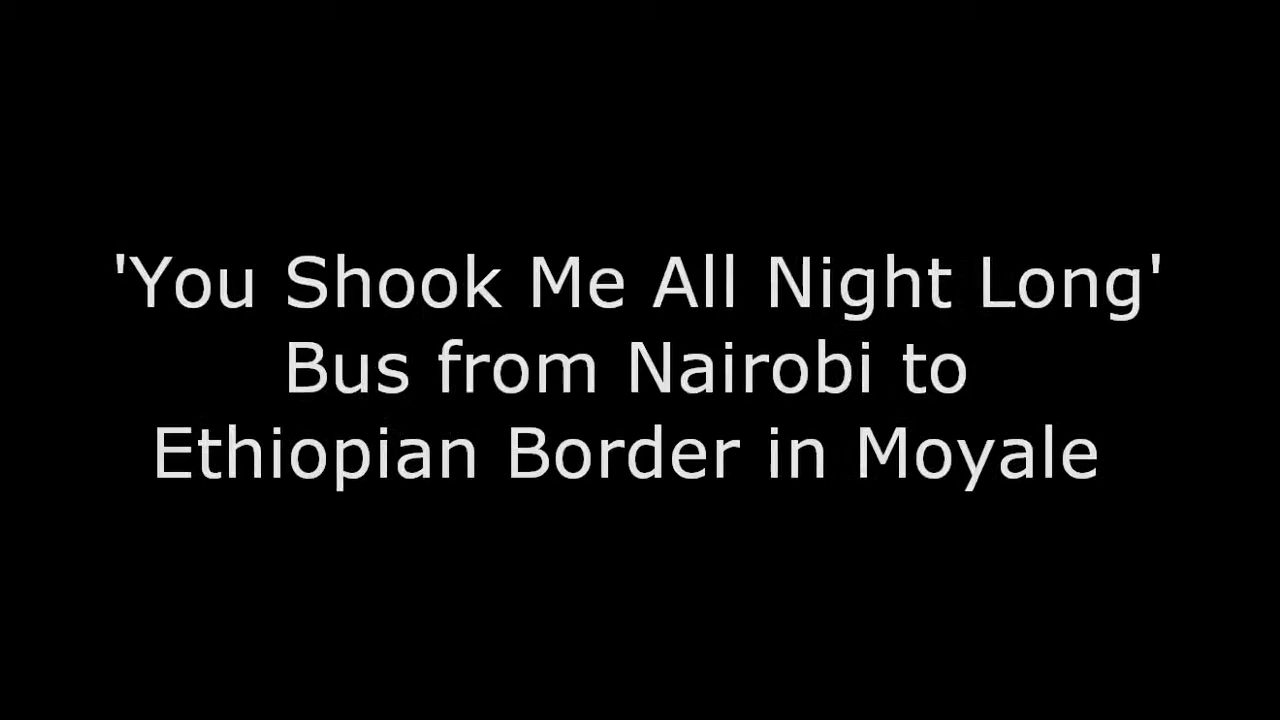 'You Shook Me All Night Long'
Bus from Nairobi to
Ethiopian Border in Moyale